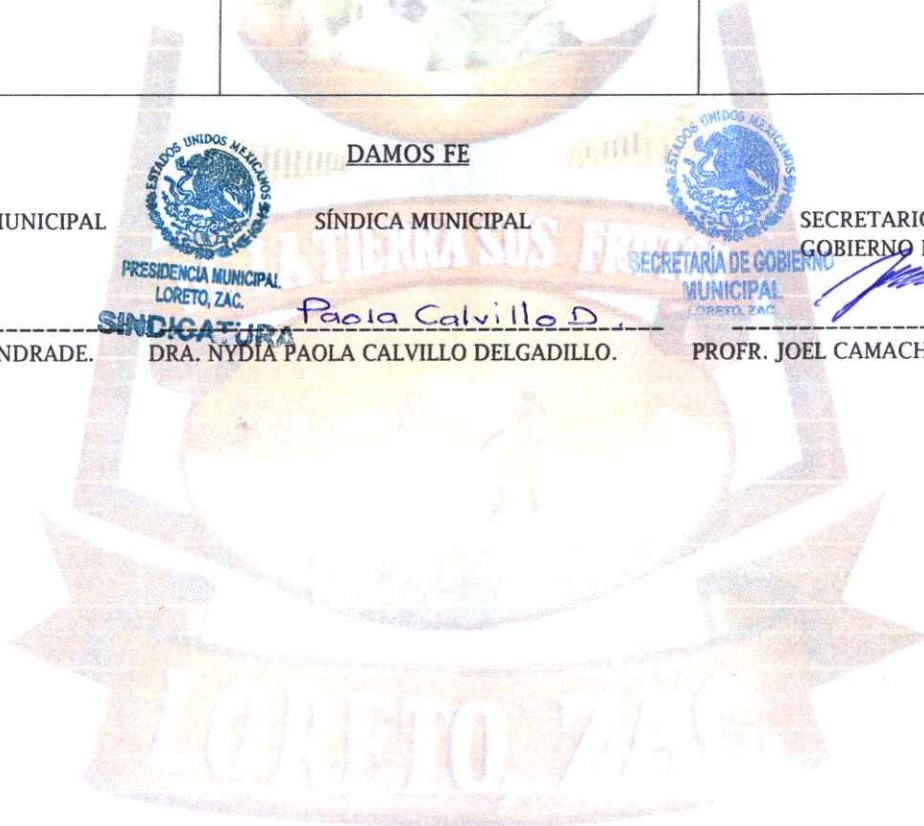 DAMOS FE
MUNICIPAL
ESTADOS UNIDOS MEXICANOS
PRESIDENCIA MUNICIPAL
LORETO, ZAC.
SINDICATURA
SÍNDICA MUNICIPAL
Paola Calvillo D.
DRA. NYDIA PAOLA CALVILLO DELGADILLO.
ESTADOS UNIDOS MEXICANOS
SECRETARÍA DE GOBIERNO
MUNICIPAL
LORETO, ZAC.
SECRETARIO
GOBIERNO
NDRADE.
PROFR. JOEL CAMACH
LA TIERRA SUS FRUTOS
LORETO, ZAC.